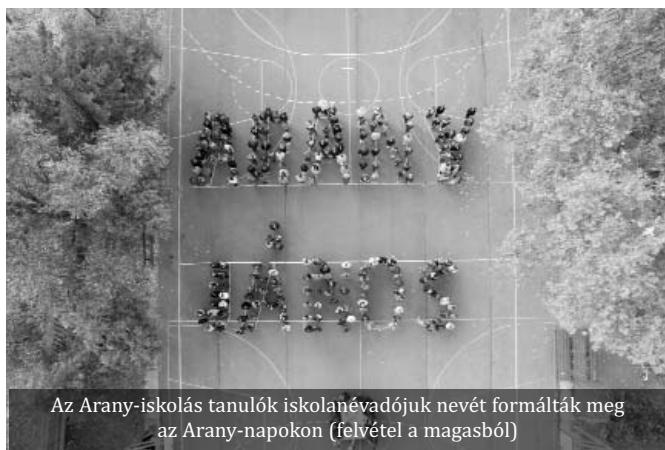 ARANY
JÁNOS
Az Arany-iskolás tanulók iskolanévadójuk nevét formálták meg
az Arany-napokon (felvétel a magasból)